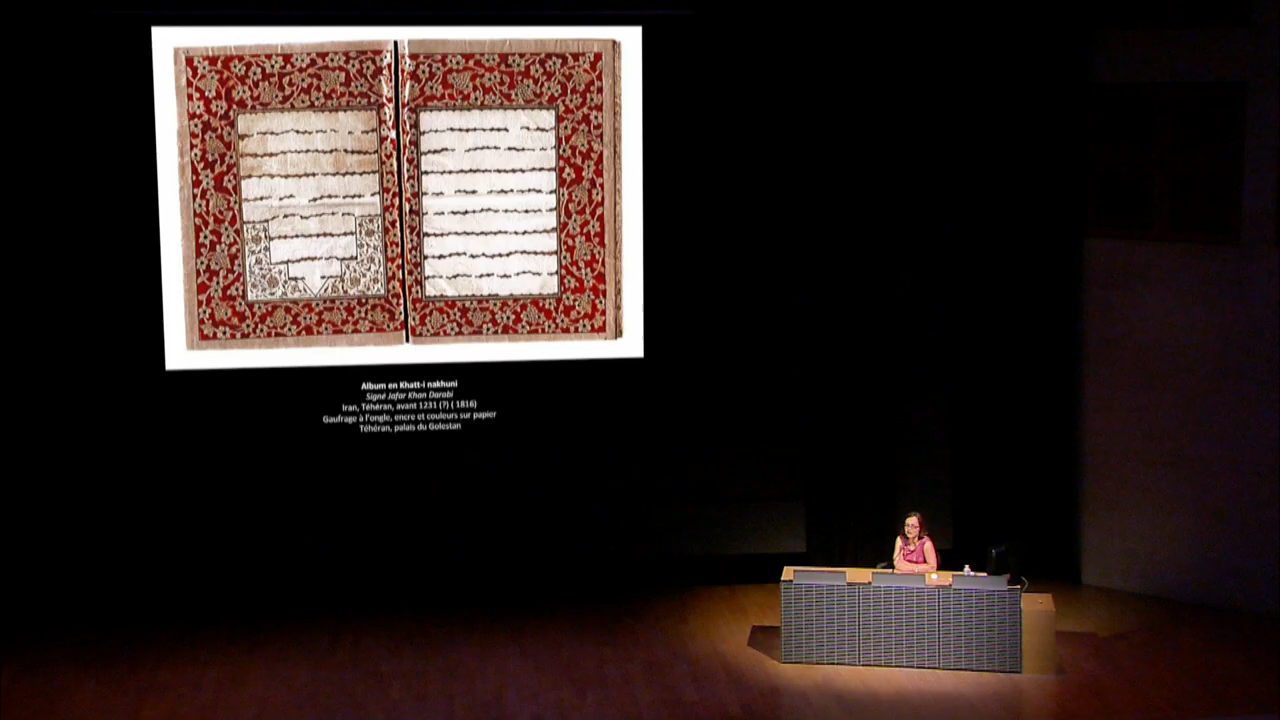 Album en Khatt-i nakhuni
Signé Jafar Khan Darabi
Iran, Téhéran, avant 1231 (?) ( 1816)
Gaufrage à l'ongle, encre et couleurs sur papier
Téhéran, palais du Golestan